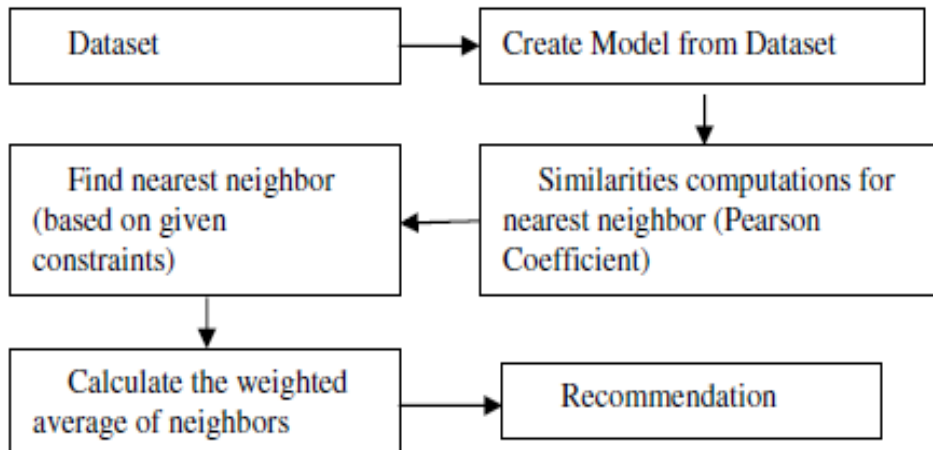 Dataset
Create Model from Dataset
Similarities computations for
nearest neighbor (Pearson
Coefficient)
Find nearest neighbor
(based on given
constraints)
Calculate the weighted
average of neighbors
Recommendation